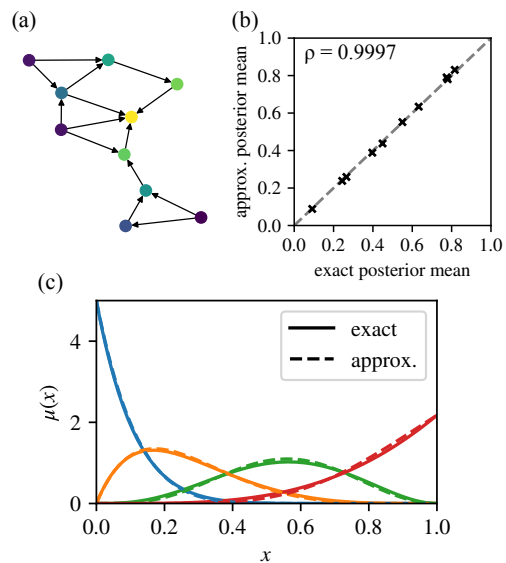 (a)
(b)
ρ = 0.9997
approx. posterior mean
1.0
0.8
0.6
0.4
0.2
0.0
0.0 0.2 0.4 0.6 0.8 1.0
exact posterior mean
(c)
exact
approx.
μ(x)
4
2
0
0.0 0.2 0.4 0.6 0.8 1.0
x